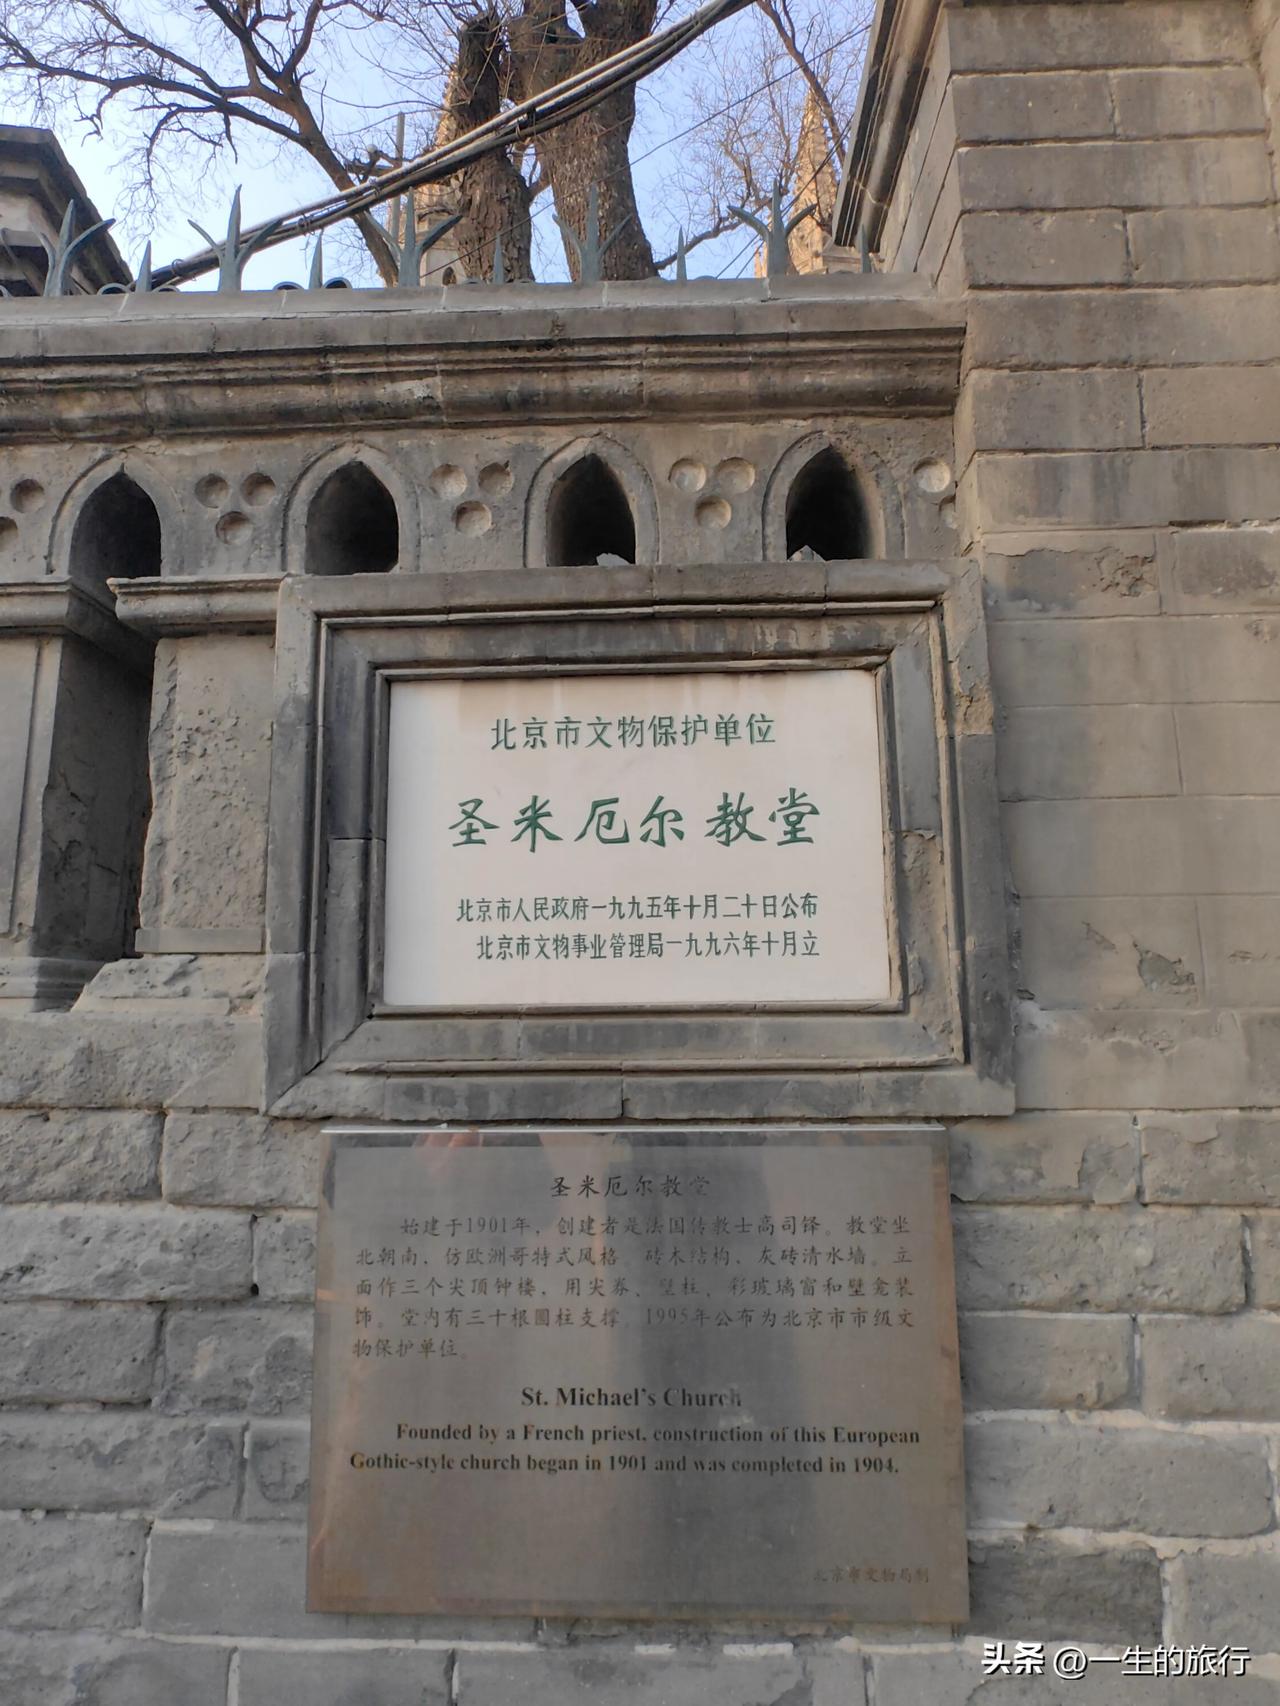 北京市文物保护单位
圣米厄尔教堂
北京市人民政府一九九五年十月二十日公布
北京市文物事业管理局一九九六年十月立
圣米厄尔教堂
始建于1901年，创建者是法国传教士高司铎。教堂坐
北朝南，仿欧洲哥特式风格，砖木结构、灰砖清水墙。立
面作三个尖顶钟楼，用尖券、壁柱、彩玻璃窗和壁龛装
饰。堂内有三十根圆柱支撑。1995年公布为北京市市级文
物保护单位。
St. Michael's Church
Founded by a French priest, construction of this European
Gothic-style church began in 1901 and was completed in 1904.
北京市文物局制
头条 @一生的旅行